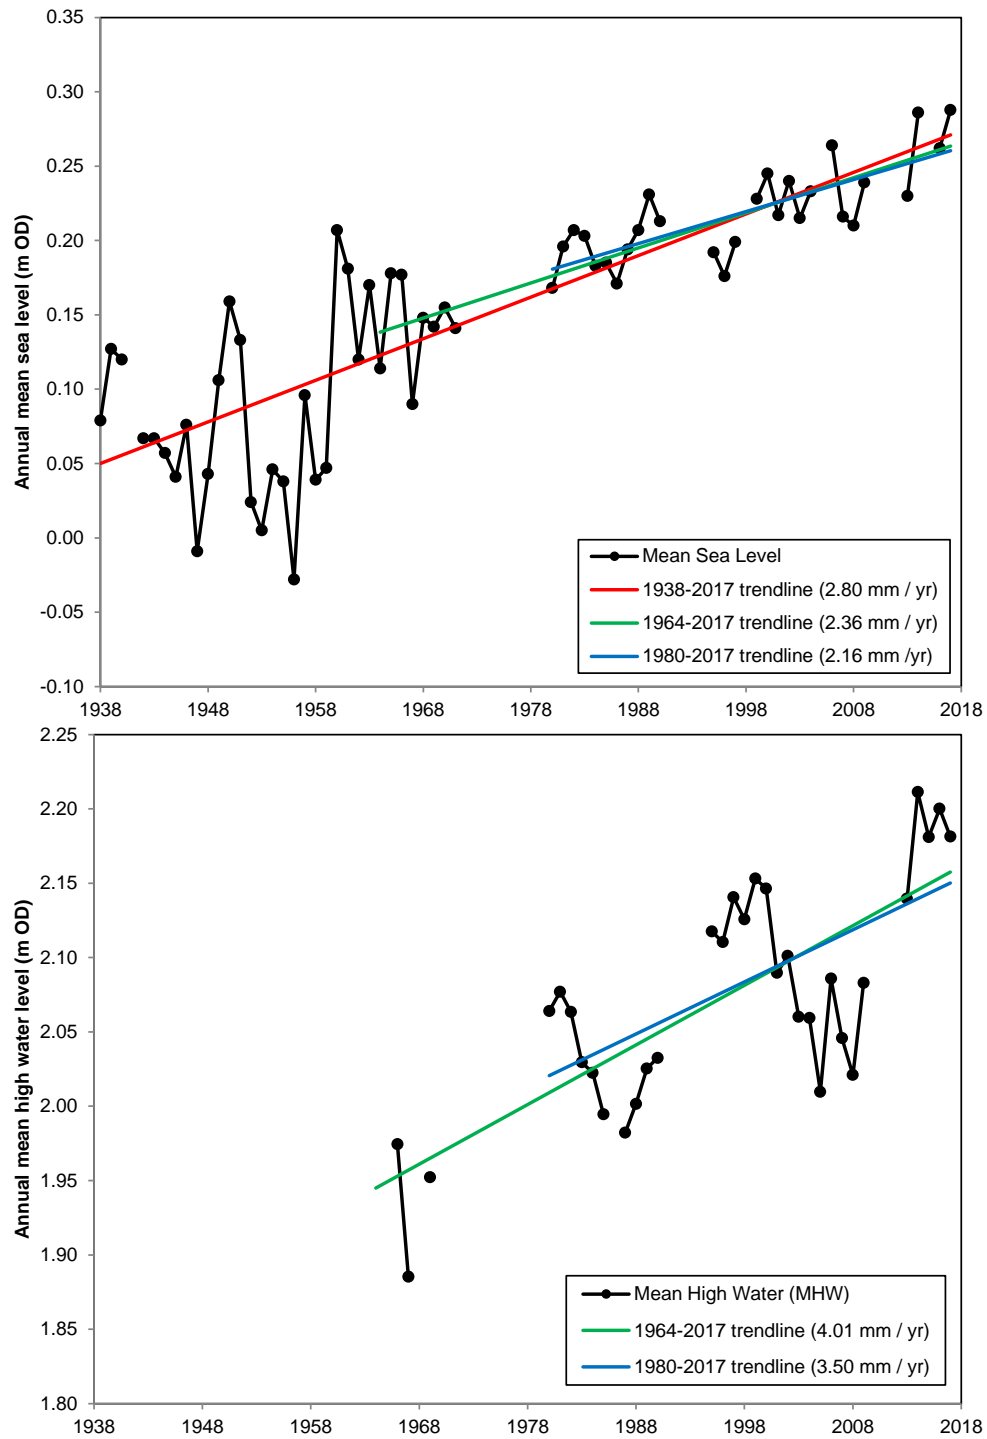 0.35
0.30
0.25
0.20
0.15
0.10
0.05
0.00
-0.05
-0.10
Annual mean sea level (m OD)
Mean Sea Level
1938-2017 trendline (2.80 mm / yr)
1964-2017 trendline (2.36 mm / yr)
1980-2017 trendline (2.16 mm /yr)
1938 1948 1958 1968 1978 1988 1998 2008 2018
2.25
2.20
2.15
2.10
2.05
2.00
1.95
1.90
1.85
1.80
Annual mean high water level (m OD)
Mean High Water (MHW)
1964-2017 trendline (4.01 mm / yr)
1980-2017 trendline (3.50 mm / yr)
1938 1948 1958 1968 1978 1988 1998 2008 2018